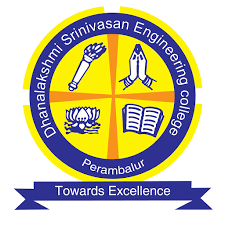 Dhanalakshmi Srinivasan Engineering college
Perambalur
Towards Excellence